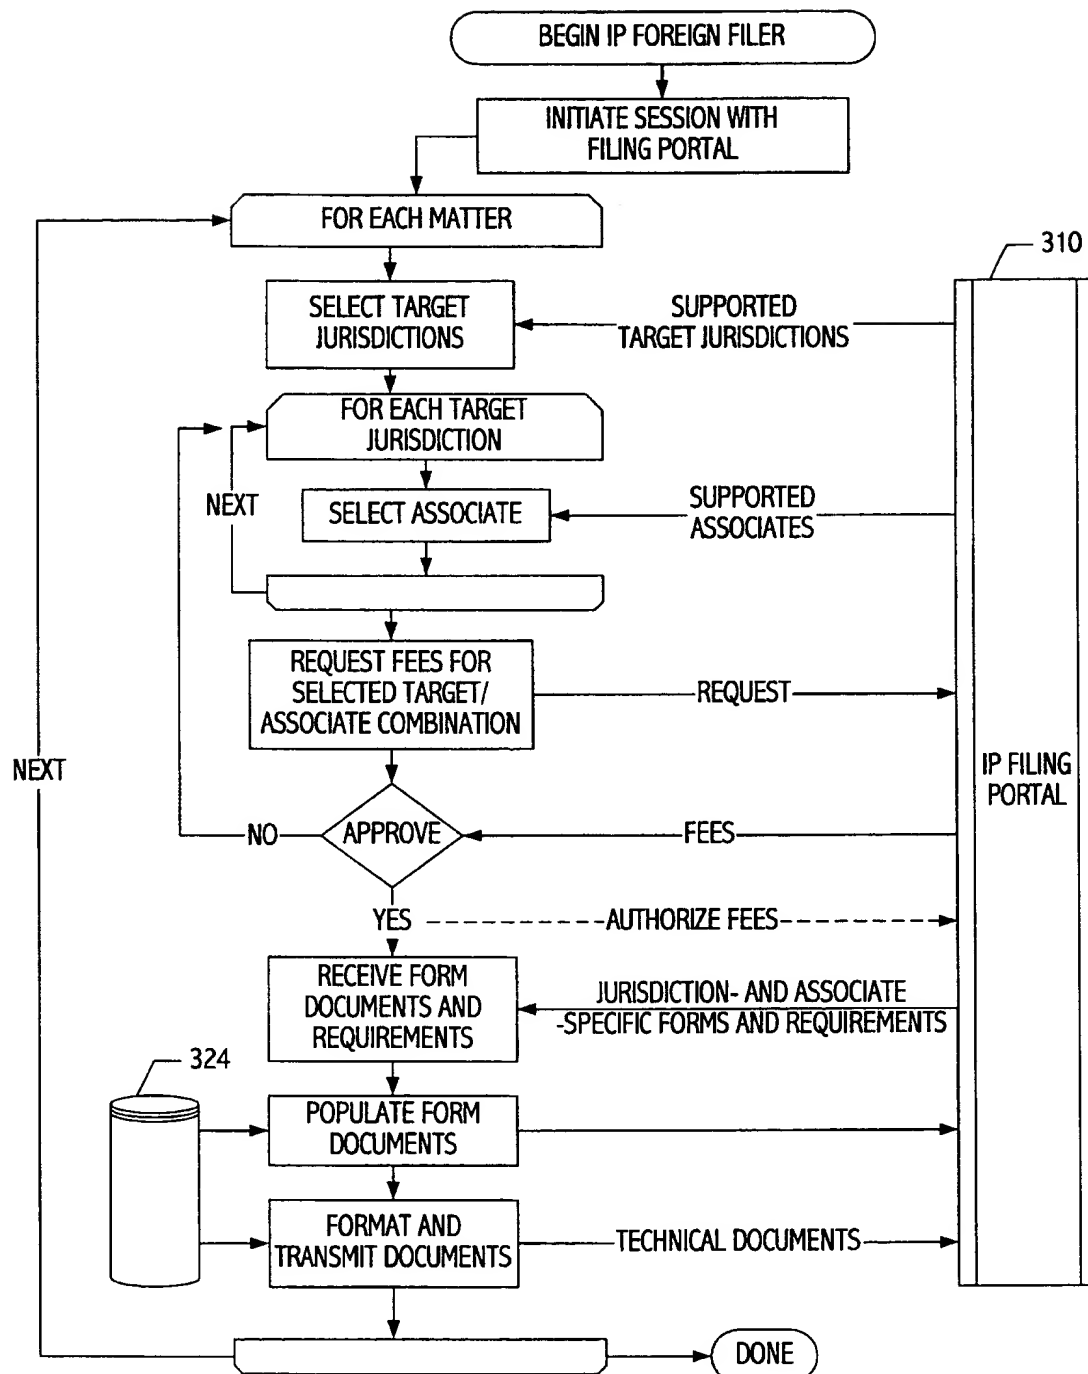 BEGIN IP FOREIGN FILER
INITIATE SESSION WITH
FILING PORTAL
FOR EACH MATTER
310
SELECT TARGET
JURISDICTIONS
SUPPORTED
TARGET JURISDICTIONS
FOR EACH TARGET
JURISDICTION
NEXT
SELECT ASSOCIATE
SUPPORTED
ASSOCIATES
REQUEST FEES FOR
SELECTED TARGET/
ASSOCIATE COMBINATION
REQUEST
NEXT
IP FILING
PORTAL
NO
APPROVE
FEES
YES
AUTHORIZE FEES
RECEIVE FORM
DOCUMENTS AND
REQUIREMENTS
JURISDICTION- AND ASSOCIATE
-SPECIFIC FORMS AND REQUIREMENTS
324
POPULATE FORM
DOCUMENTS
FORMAT AND
TRANSMIT DOCUMENTS
TECHNICAL DOCUMENTS
DONE